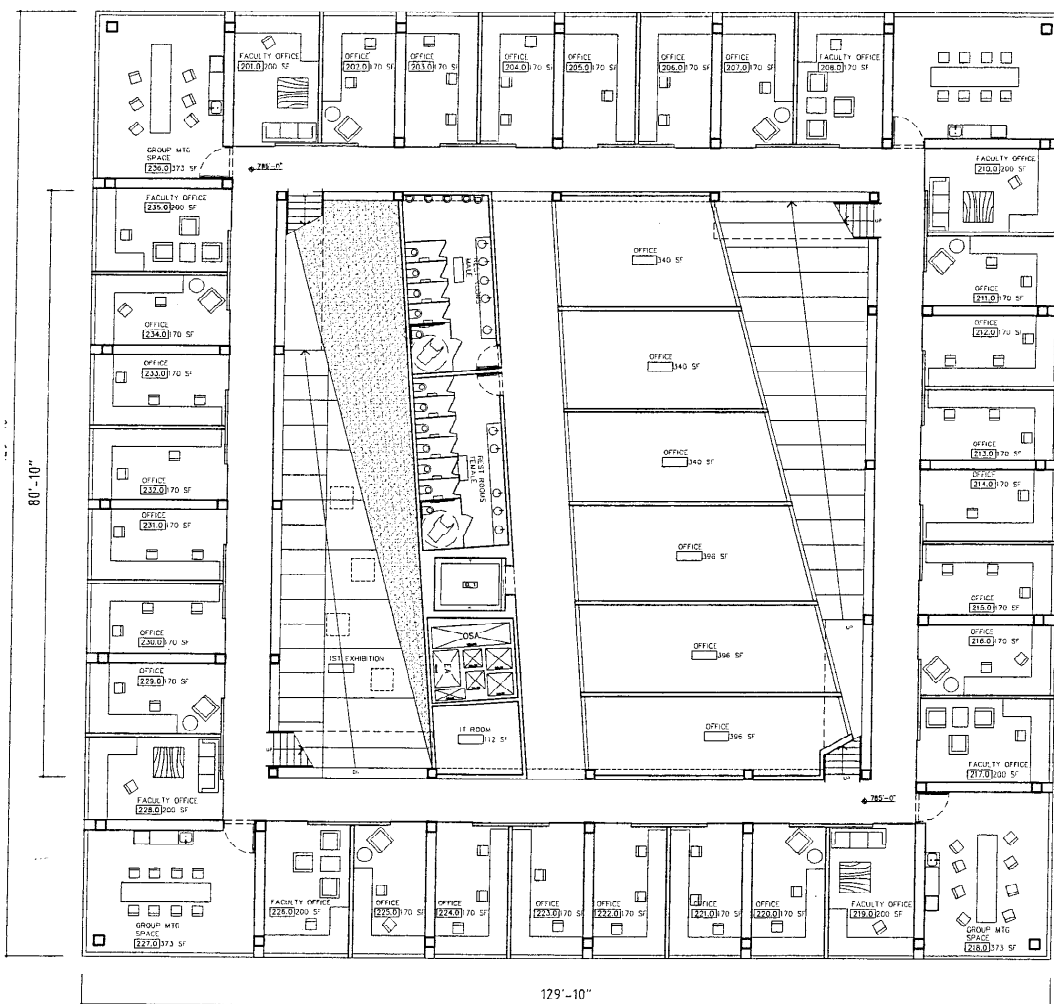 FACULTY OFFICE
201.0 200 SF
OFFICE
202.0 170 SF
OFFICE
203.0 170 SF
OFFICE
204.0 170 SF
OFFICE
205.0 170 SF
OFFICE
206.0 170 SF
OFFICE
207.0 170 SF
FACULTY OFFICE
208.0 170 SF
GROUP MTG
SPACE
236.0 373 SF
785'-0"
FACULTY OFFICE
210.0 200 SF
FACULTY OFFICE
235.0 200 SF
OFFICE
211.0 170 SF
OFFICE
234.0 170 SF
OFFICE
212.0 170 SF
OFFICE
233.0 170 SF
OFFICE
213.0 170 SF
OFFICE
232.0 170 SF
OFFICE
214.0 170 SF
OFFICE
231.0 170 SF
OFFICE
215.0 170 SF
OFFICE
230.0 170 SF
OFFICE
216.0 170 SF
OFFICE
229.0 170 SF
FACULTY OFFICE
217.0 200 SF
FACULTY OFFICE
228.0 200 SF
REST ROOMS
MALE
REST ROOMS
FEMALE
OFFICE
340 SF
OFFICE
340 SF
OFFICE
340 SF
OFFICE
396 SF
OFFICE
396 SF
OFFICE
396 SF
UP
OSA
EA
1ST EXHIBITION
IT ROOM
112 SF
785'-0"
GROUP MTG
SPACE
227.0 373 SF
FACULTY OFFICE
226.0 200 SF
OFFICE
225.0 170 SF
OFFICE
224.0 170 SF
OFFICE
223.0 170 SF
OFFICE
222.0 170 SF
OFFICE
221.0 170 SF
OFFICE
220.0 170 SF
FACULTY OFFICE
219.0 200 SF
GROUP MTG
SPACE
218.0 373 SF
80'-10"
129'-10"